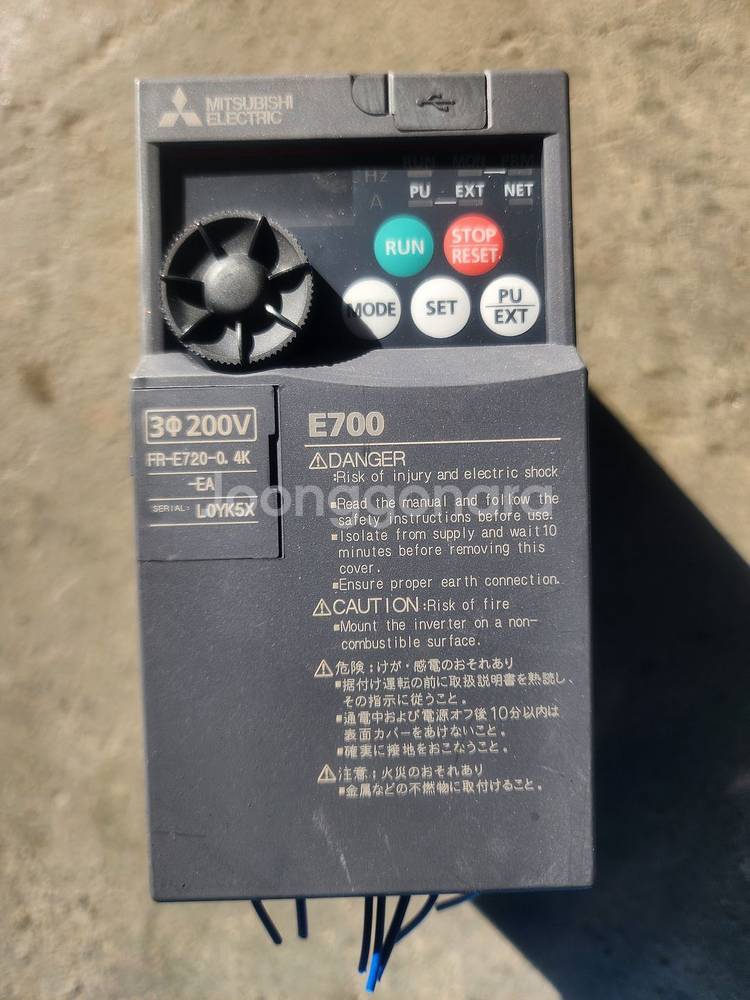 MITSUBISHI
ELECTRIC
RUN MON PRM
Hz
A
PU EXT NET
RUN
STOP
RESET
MODE
SET
PU
EXT
3Φ200V
FR-E720-0.4K
-EA
SERIAL: L0YK5X
E700
⚠DANGER
:Risk of injury and electric shock
▪Read the manual and follow the
safety instructions before use.
▪Isolate from supply and wait10
minutes before removing this
cover.
▪Ensure proper earth connection.
⚠CAUTION:Risk of fire
▪Mount the inverter on a non-
combustible surface.
⚠危険:けが・感電のおそれあり
▪据付け運転の前に取扱説明書を熟読し、
その指示に従うこと。
▪通電中および電源オフ後10分以内は
表面カバーをあけないこと。
▪確実に接地をおこなうこと。
⚠注意:火災のおそれあり
▪金属などの不燃物に取付けること。
joonggonara